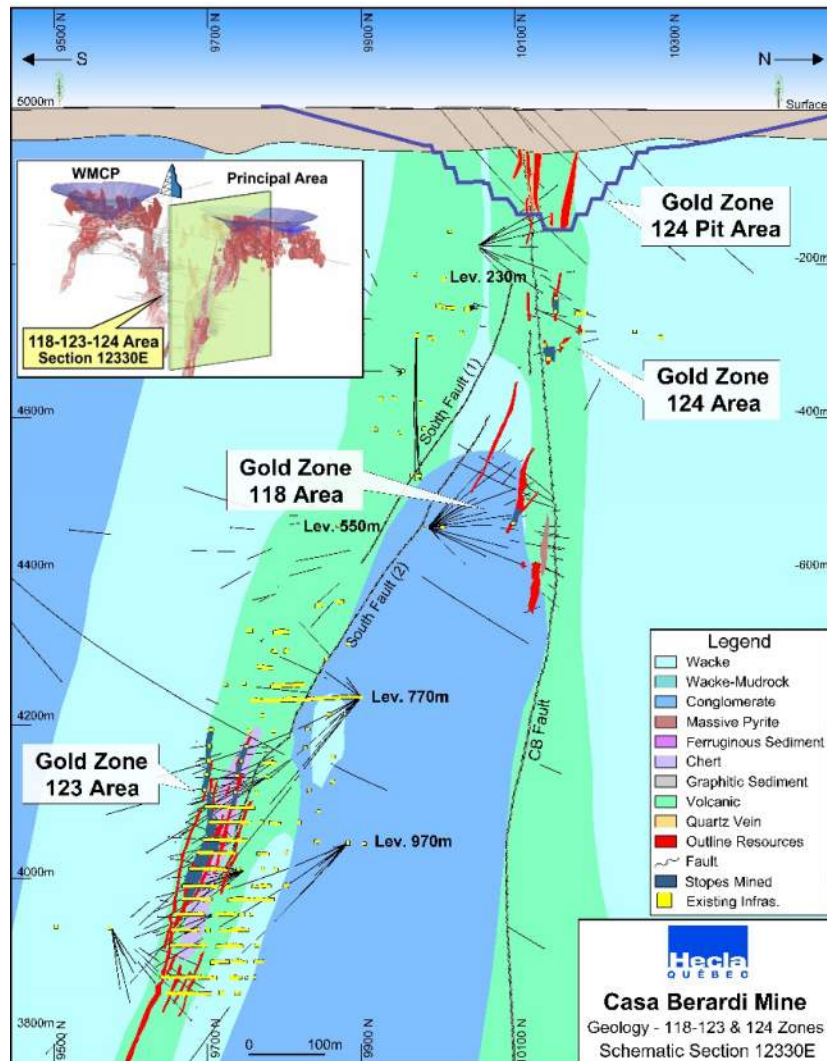 9500 N
9700 N
9900 N
10100 N
10300 N
S
N
5000m
Surface
WMCP
Principal Area
118-123-124 Area
Section 12330E
Gold Zone
124 Pit Area
Lev. 230m
-200m
Gold Zone
124 Area
South Fault (1)
4600m
-400m
Gold Zone
118 Area
Lev. 550m
4400m
-600m
South Fault (2)
Lev. 770m
4200m
CB Fault
Gold Zone
123 Area
Lev. 970m
4000m
Legend
Wacke
Wacke-Mudrock
Conglomerate
Massive Pyrite
Ferruginous Sediment
Chert
Graphitic Sediment
Volcanic
Quartz Vein
Outline Resources
Fault
Stopes Mined
Existing Infras.
Hecla
QUÉBEC
Casa Berardi Mine
Geology - 118-123 & 124 Zones
Schematic Section 12330E
3800m
9500 N
9700 N
0 100m
9900 N
10100 N